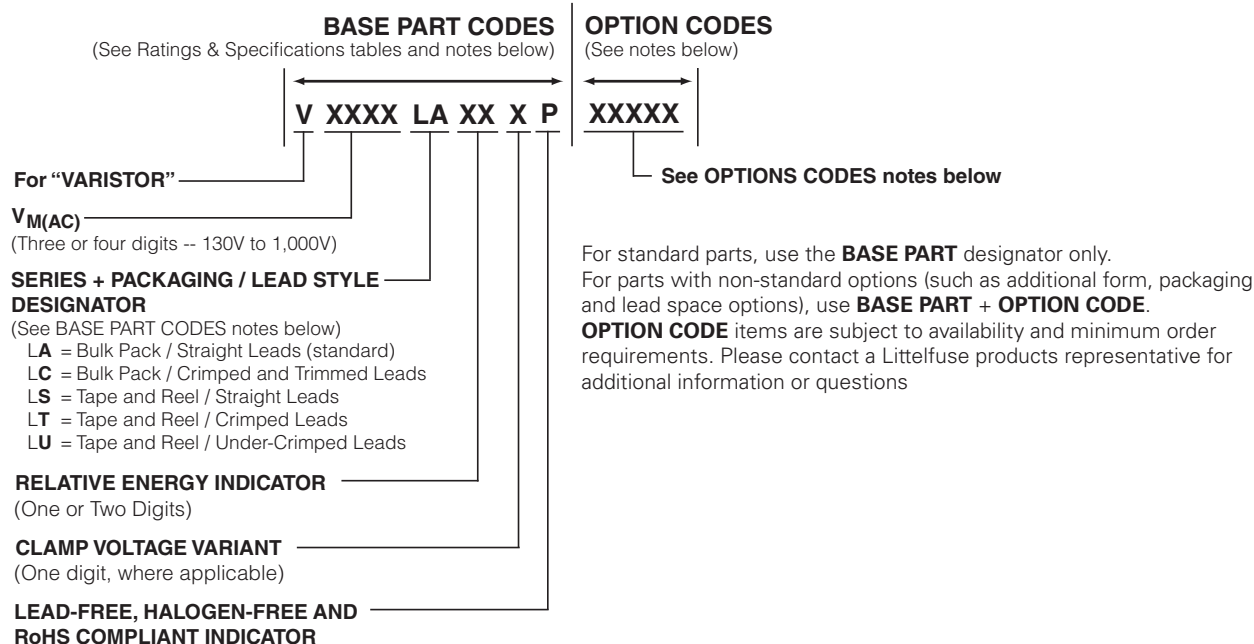 BASE PART CODES
(See Ratings & Specifications tables and notes below)
OPTION CODES
(See notes below)
V XXXX LA XX X P XXXXX
For “VARISTOR”
See OPTIONS CODES notes below
VM(AC)
(Three or four digits -- 130V to 1,000V)
SERIES + PACKAGING / LEAD STYLE
DESIGNATOR
(See BASE PART CODES notes below)
LA = Bulk Pack / Straight Leads (standard)
LC = Bulk Pack / Crimped and Trimmed Leads
LS = Tape and Reel / Straight Leads
LT = Tape and Reel / Crimped Leads
LU = Tape and Reel / Under-Crimped Leads
RELATIVE ENERGY INDICATOR
(One or Two Digits)
CLAMP VOLTAGE VARIANT
(One digit, where applicable)
LEAD-FREE, HALOGEN-FREE AND
RoHS COMPLIANT INDICATOR
For standard parts, use the BASE PART designator only.
For parts with non-standard options (such as additional form, packaging
and lead space options), use BASE PART + OPTION CODE.
OPTION CODE items are subject to availability and minimum order
requirements. Please contact a Littelfuse products representative for
additional information or questions